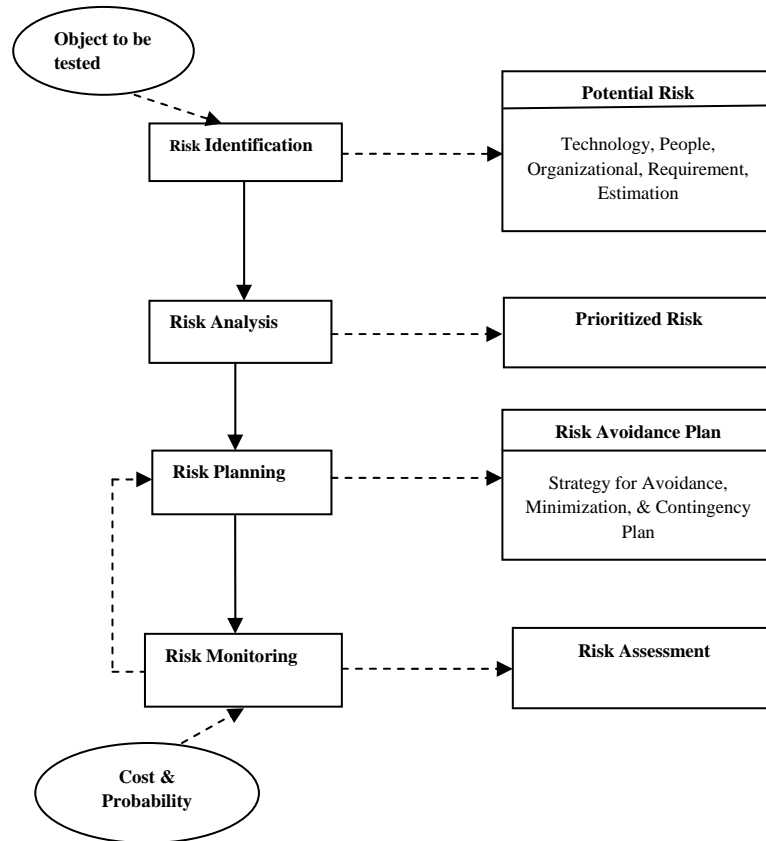 Object to be
tested
Risk Identification
Potential Risk
Technology, People,
Organizational, Requirement,
Estimation
Risk Analysis
Prioritized Risk
Risk Planning
Risk Avoidance Plan
Strategy for Avoidance,
Minimization, & Contingency
Plan
Risk Monitoring
Risk Assessment
Cost &
Probability